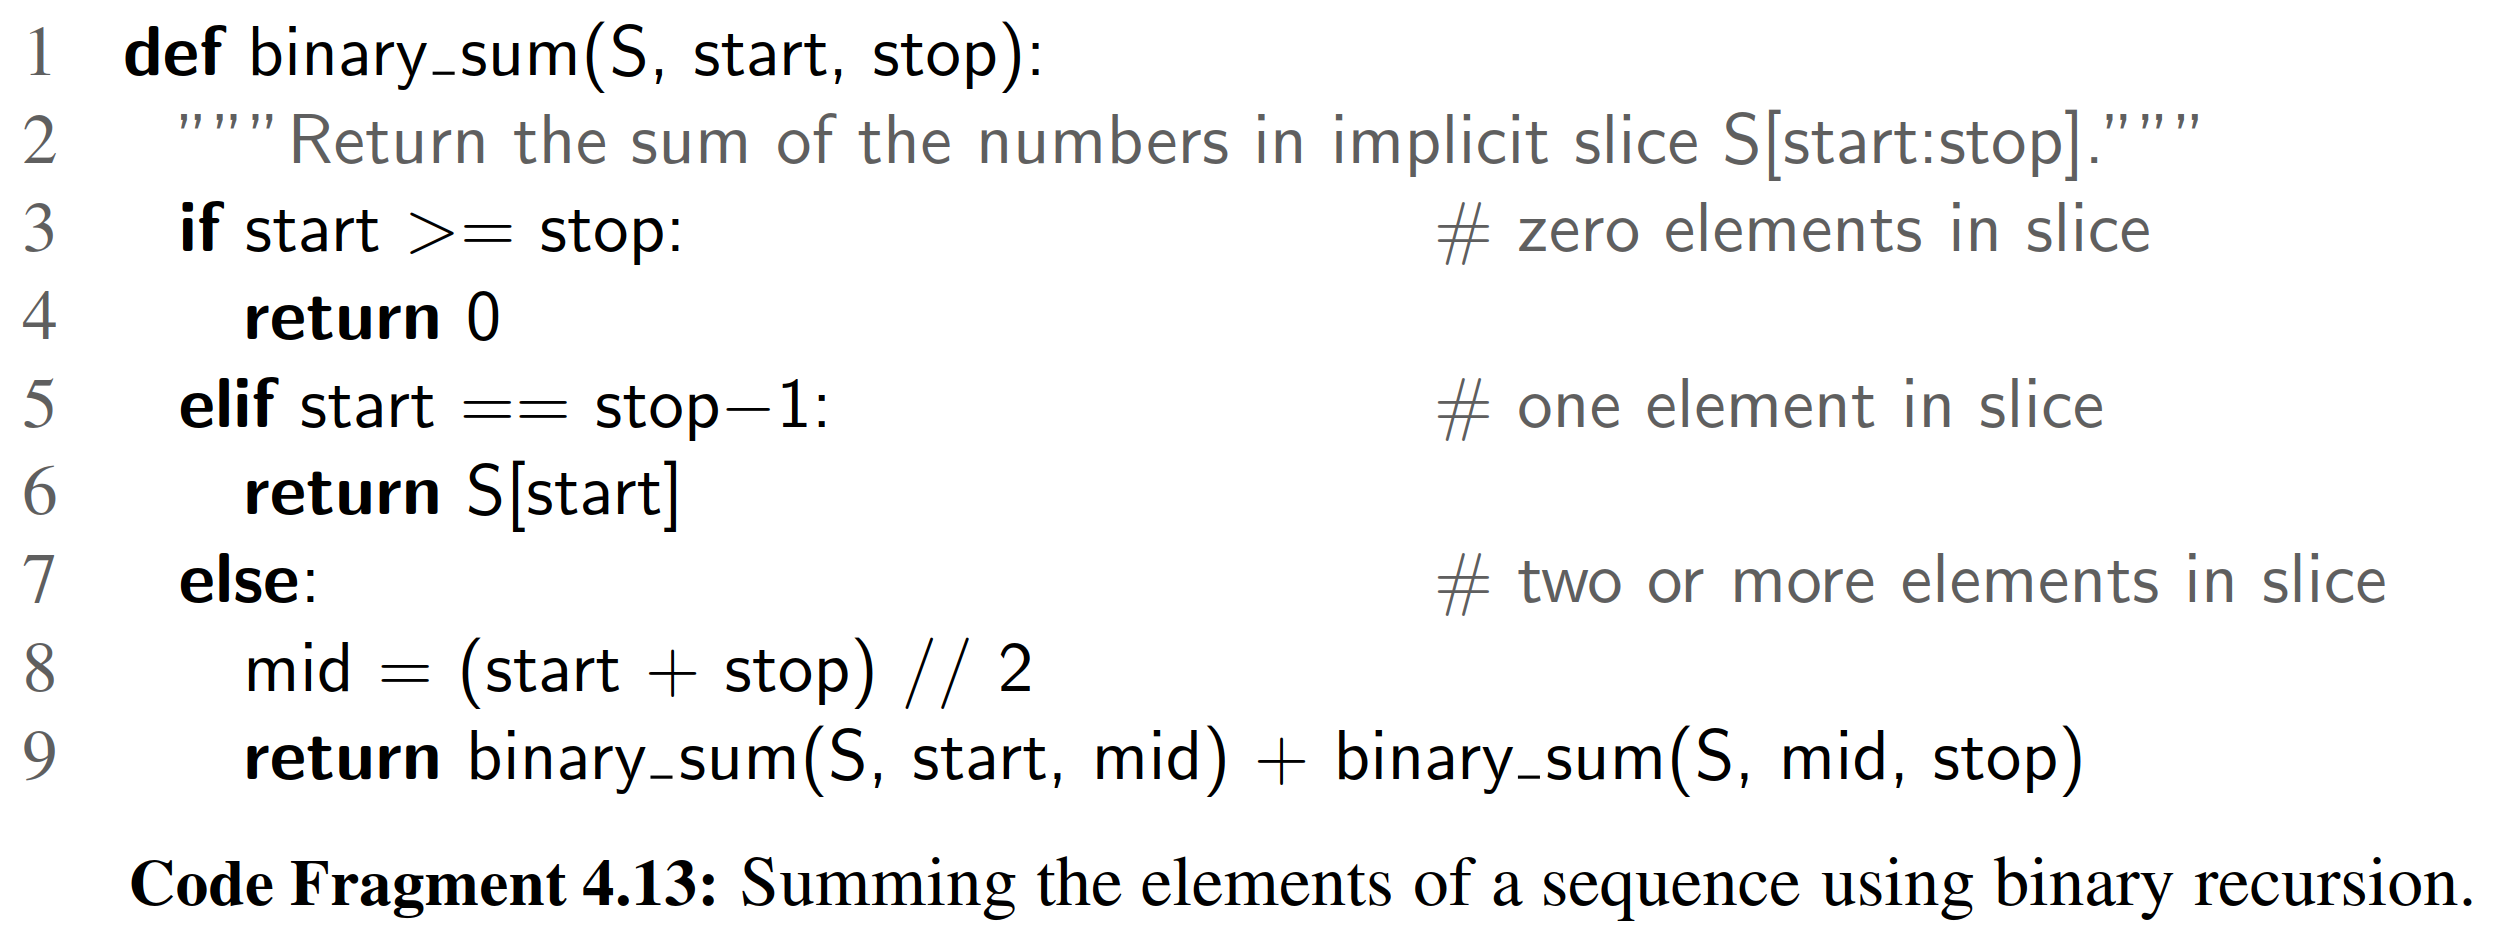 1 def binary_sum(S, start, stop):
2 """Return the sum of the numbers in implicit slice S[start:stop]."""
3 if start >= stop: # zero elements in slice
4 return 0
5 elif start == stop−1: # one element in slice
6 return S[start]
7 else: # two or more elements in slice
8 mid = (start + stop) // 2
9 return binary_sum(S, start, mid) + binary_sum(S, mid, stop)
Code Fragment 4.13: Summing the elements of a sequence using binary recursion.